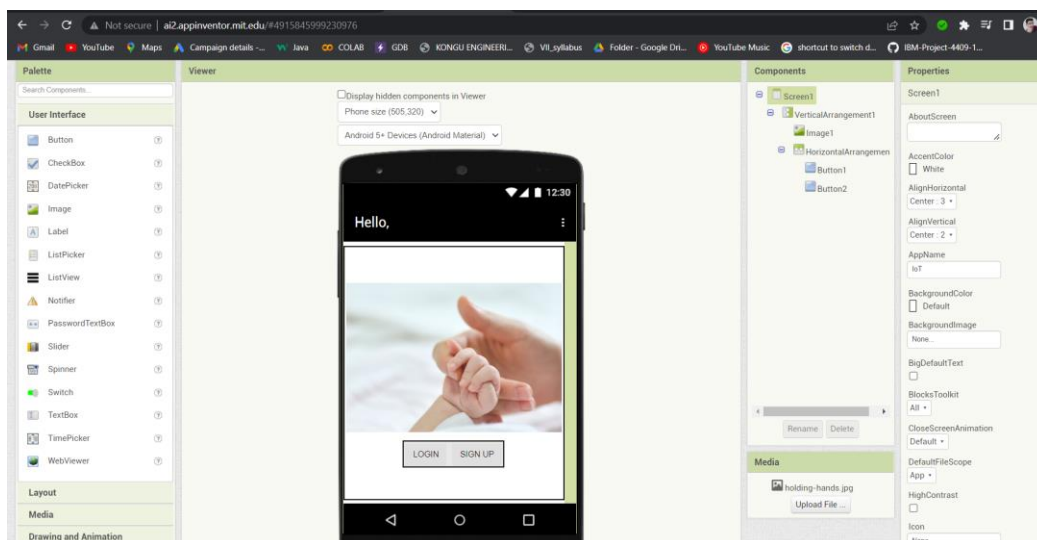 Not secure | ai2.appinventor.mit.edu/#4915845999230976
Gmail YouTube Maps Campaign details -... Java COLAB GDB KONGU ENGINEERI... VII_syllabus Folder - Google Dri... YouTube Music shortcut to switch d... IBM-Project-4409-1...
Palette
Search Components...
User Interface
Button
CheckBox
DatePicker
Image
Label
ListPicker
ListView
Notifier
PasswordTextBox
Slider
Spinner
Switch
TextBox
TimePicker
WebViewer
Layout
Media
Drawing and Animation
Viewer
Display hidden components in Viewer
Phone size (505,320)
Android 5+ Devices (Android Material)
12:30
Hello,
LOGIN SIGN UP
Components
Screen1
VerticalArrangement1
Image1
HorizontalArrangemen
Button1
Button2
Rename Delete
Media
holding-hands.jpg
Upload File ...
Properties
Screen1
AboutScreen
AccentColor
White
AlignHorizontal
Center : 3
AlignVertical
Center : 2
AppName
IoT
BackgroundColor
Default
BackgroundImage
None...
BigDefaultText
BlocksToolkit
All
CloseScreenAnimation
Default
DefaultFileScope
App
HighContrast
Icon